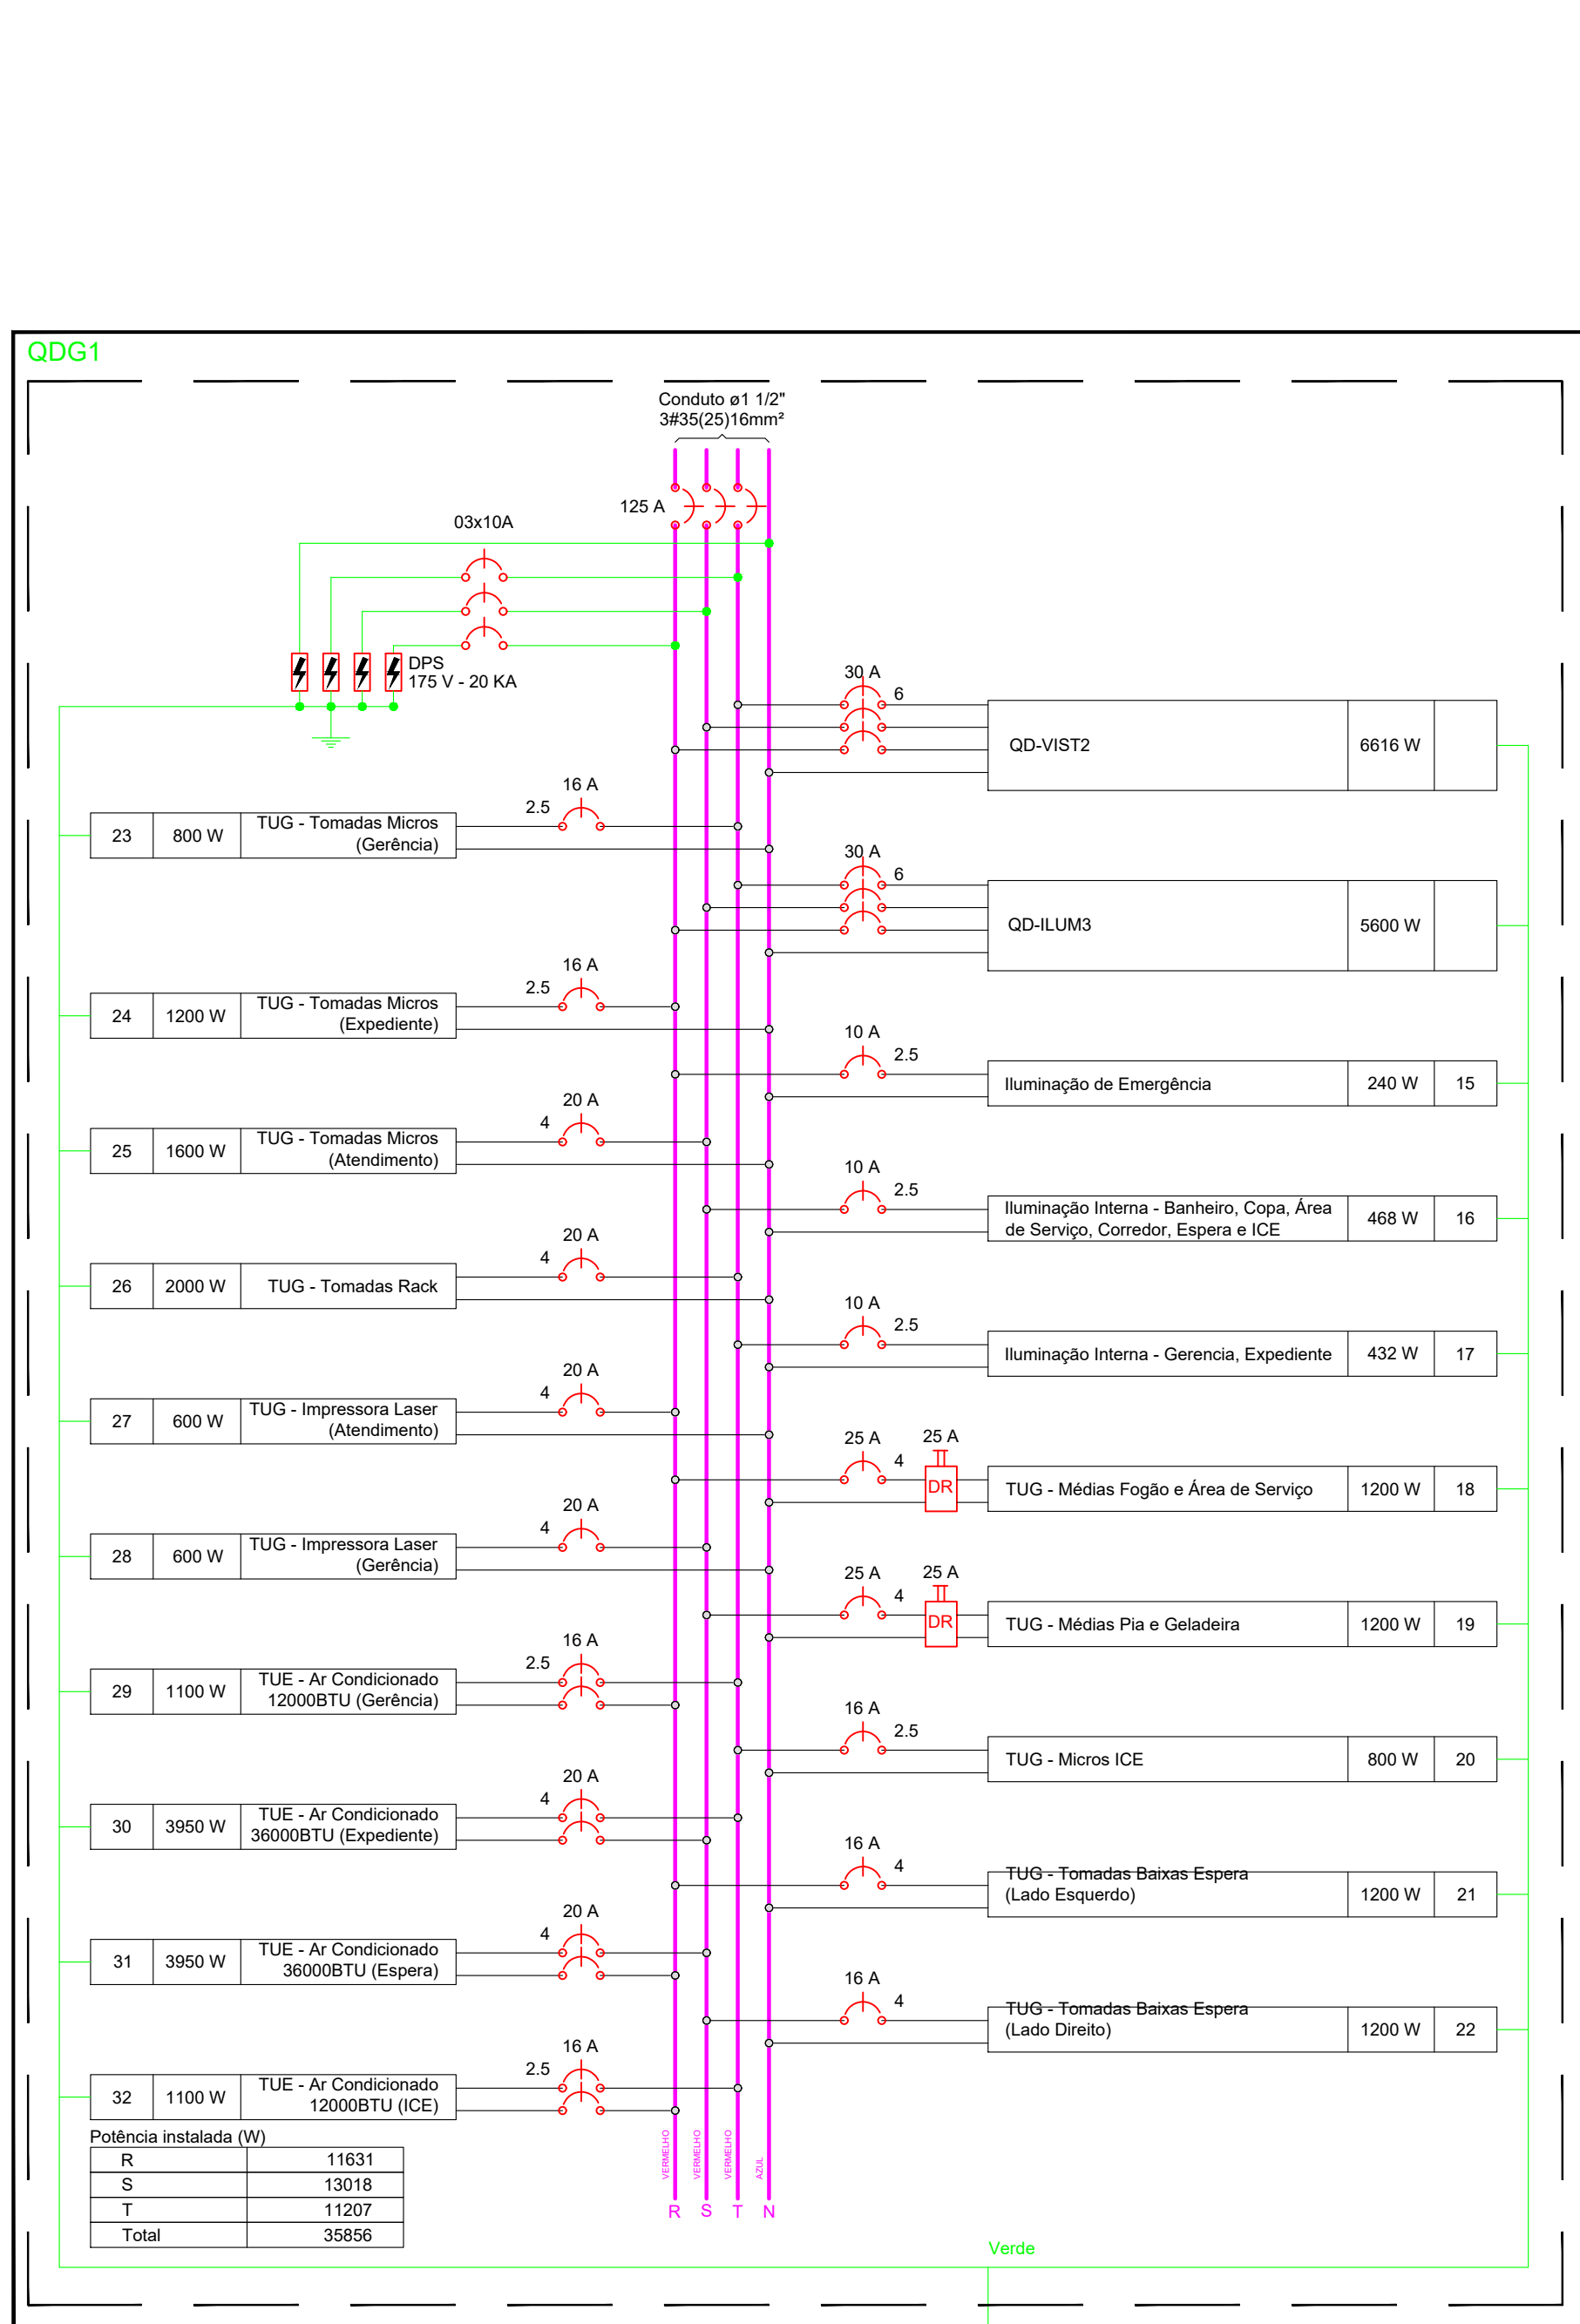 QDG1
Conduto ø1 1/2"
3#35(25)16mm²
125 A
03x10A
DPS
175 V - 20 KA
30 A
6
QD-VIST2
6616 W
16 A
2.5
23
800 W
TUG - Tomadas Micros
(Gerência)
30 A
6
QD-ILUM3
5600 W
16 A
2.5
24
1200 W
TUG - Tomadas Micros
(Expediente)
10 A
2.5
Iluminação de Emergência
240 W
15
20 A
4
25
1600 W
TUG - Tomadas Micros
(Atendimento)
10 A
2.5
Iluminação Interna - Banheiro, Copa, Área
de Serviço, Corredor, Espera e ICE
468 W
16
20 A
4
26
2000 W
TUG - Tomadas Rack
10 A
2.5
Iluminação Interna - Gerencia, Expediente
432 W
17
20 A
4
27
600 W
TUG - Impressora Laser
(Atendimento)
25 A
4
25 A
DR
TUG - Médias Fogão e Área de Serviço
1200 W
18
20 A
4
28
600 W
TUG - Impressora Laser
(Gerência)
25 A
4
25 A
DR
TUG - Médias Pia e Geladeira
1200 W
19
16 A
2.5
29
1100 W
TUE - Ar Condicionado
12000BTU (Gerência)
16 A
2.5
TUG - Micros ICE
800 W
20
20 A
4
30
3950 W
TUE - Ar Condicionado
36000BTU (Expediente)
16 A
4
TUG - Tomadas Baixas Espera
(Lado Esquerdo)
1200 W
21
20 A
4
31
3950 W
TUE - Ar Condicionado
36000BTU (Espera)
16 A
4
TUG - Tomadas Baixas Espera
(Lado Direito)
1200 W
22
16 A
2.5
32
1100 W
TUE - Ar Condicionado
12000BTU (ICE)
Potência instalada (W)
R 11631
S 13018
T 11207
Total 35856
VERMELHO
VERMELHO
VERMELHO
AZUL
R S T N
Verde